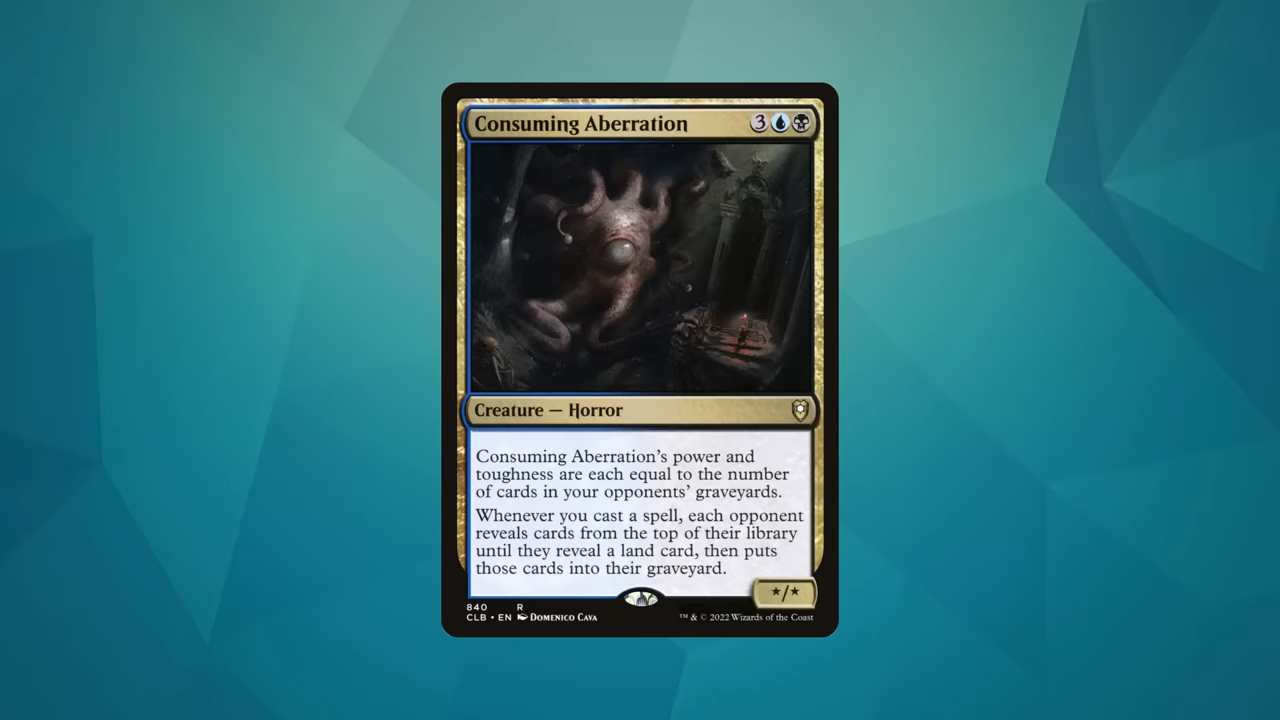 Consuming Aberration 3
Creature — Horror
Consuming Aberration's power and
toughness are each equal to the number
of cards in your opponents' graveyards.
Whenever you cast a spell, each opponent
reveals cards from the top of their library
until they reveal a land card, then puts
those cards into their graveyard.
★/★
840 R
CLB • EN Domenico Cava
™ & © 2022 Wizards of the Coast